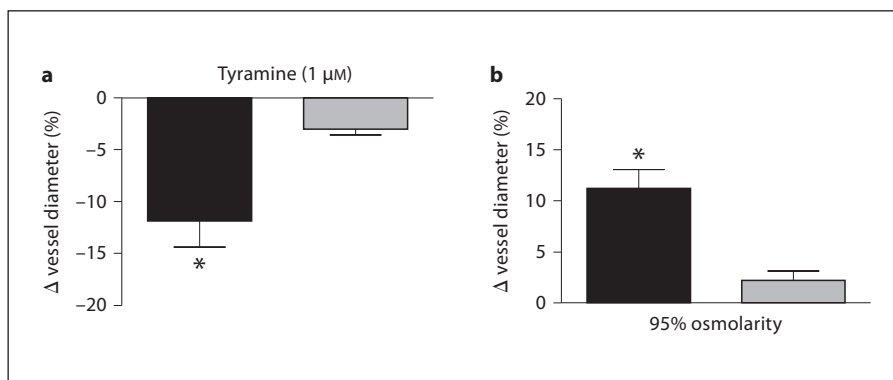 a
Tyramine (1 μM)
Δ vessel diameter (%)
0
–5
–10
–15
–20
*
b
Δ vessel diameter (%)
20
15
10
5
0
*
95% osmolarity